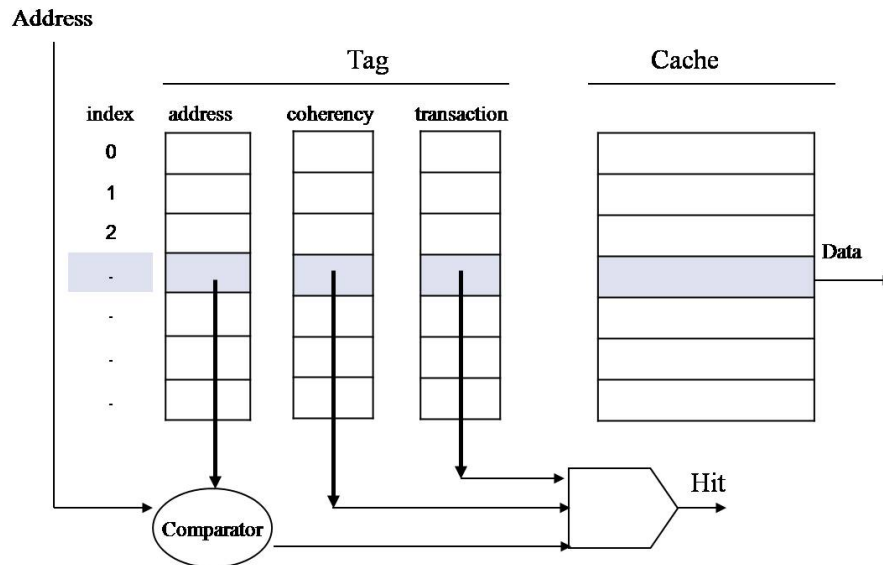 Address
Tag
Cache
index address coherency transaction
0
1
2
.
Data
.
.
.
Hit
Comparator